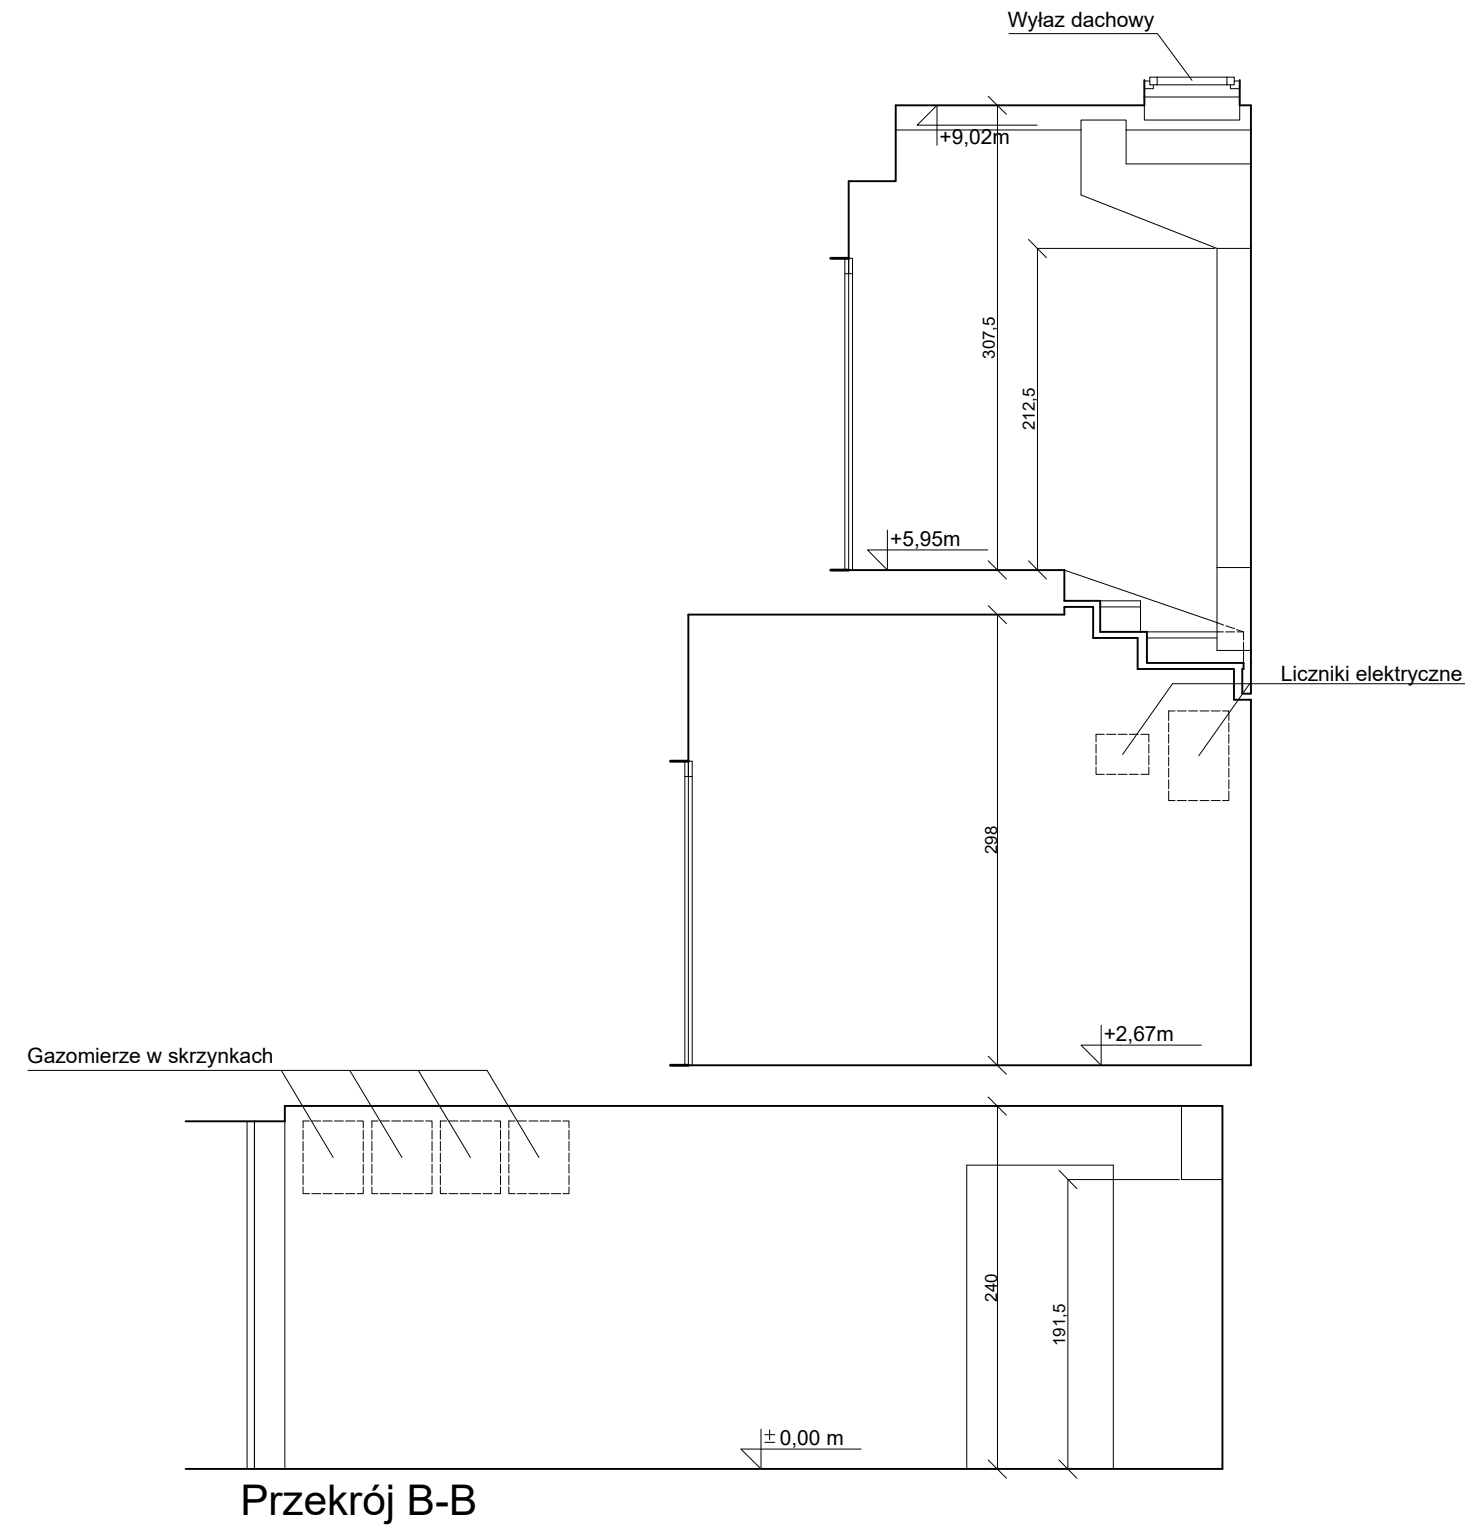 Wyłaz dachowy
+9,02m
307,5
212,5
+5,95m
Liczniki elektryczne
298
+2,67m
Gazomierze w skrzynkach
240
191,5
± 0,00 m
Przekrój B-B